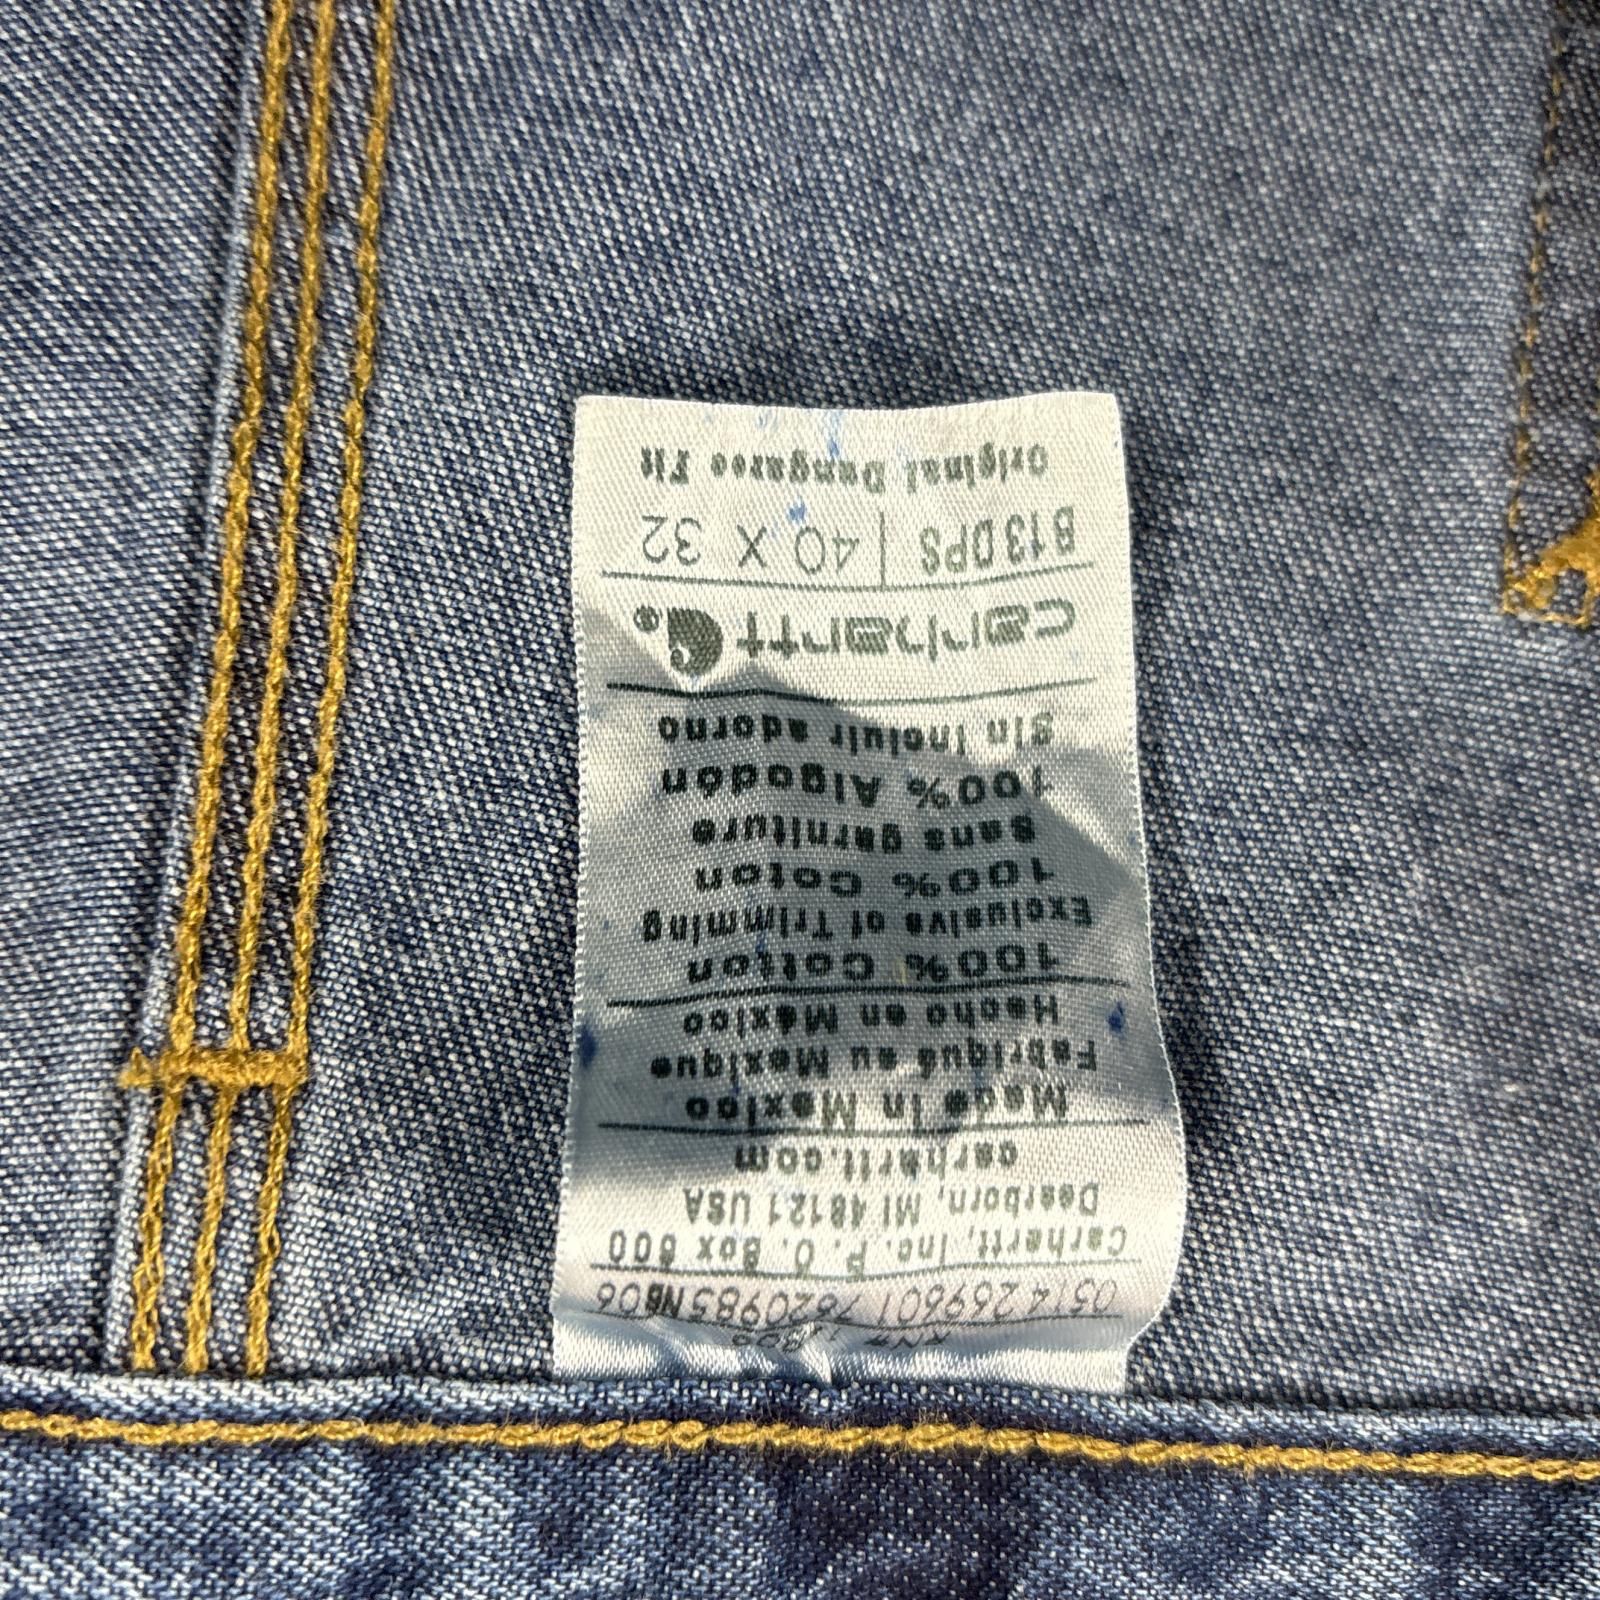 Original Dungaree Fit
B13DPS | 40 X 32
carhartt ®
Sin incluir adorno
100% Algodón
Sans garniture
100% Coton
Exclusive of Trimming
100% Cotton
Hecho en México
Fabriqué au Mexique
Made in Mexico
carhartt.com
Dearborn, MI 48121 USA
Carhartt, Inc. P. O. Box 600